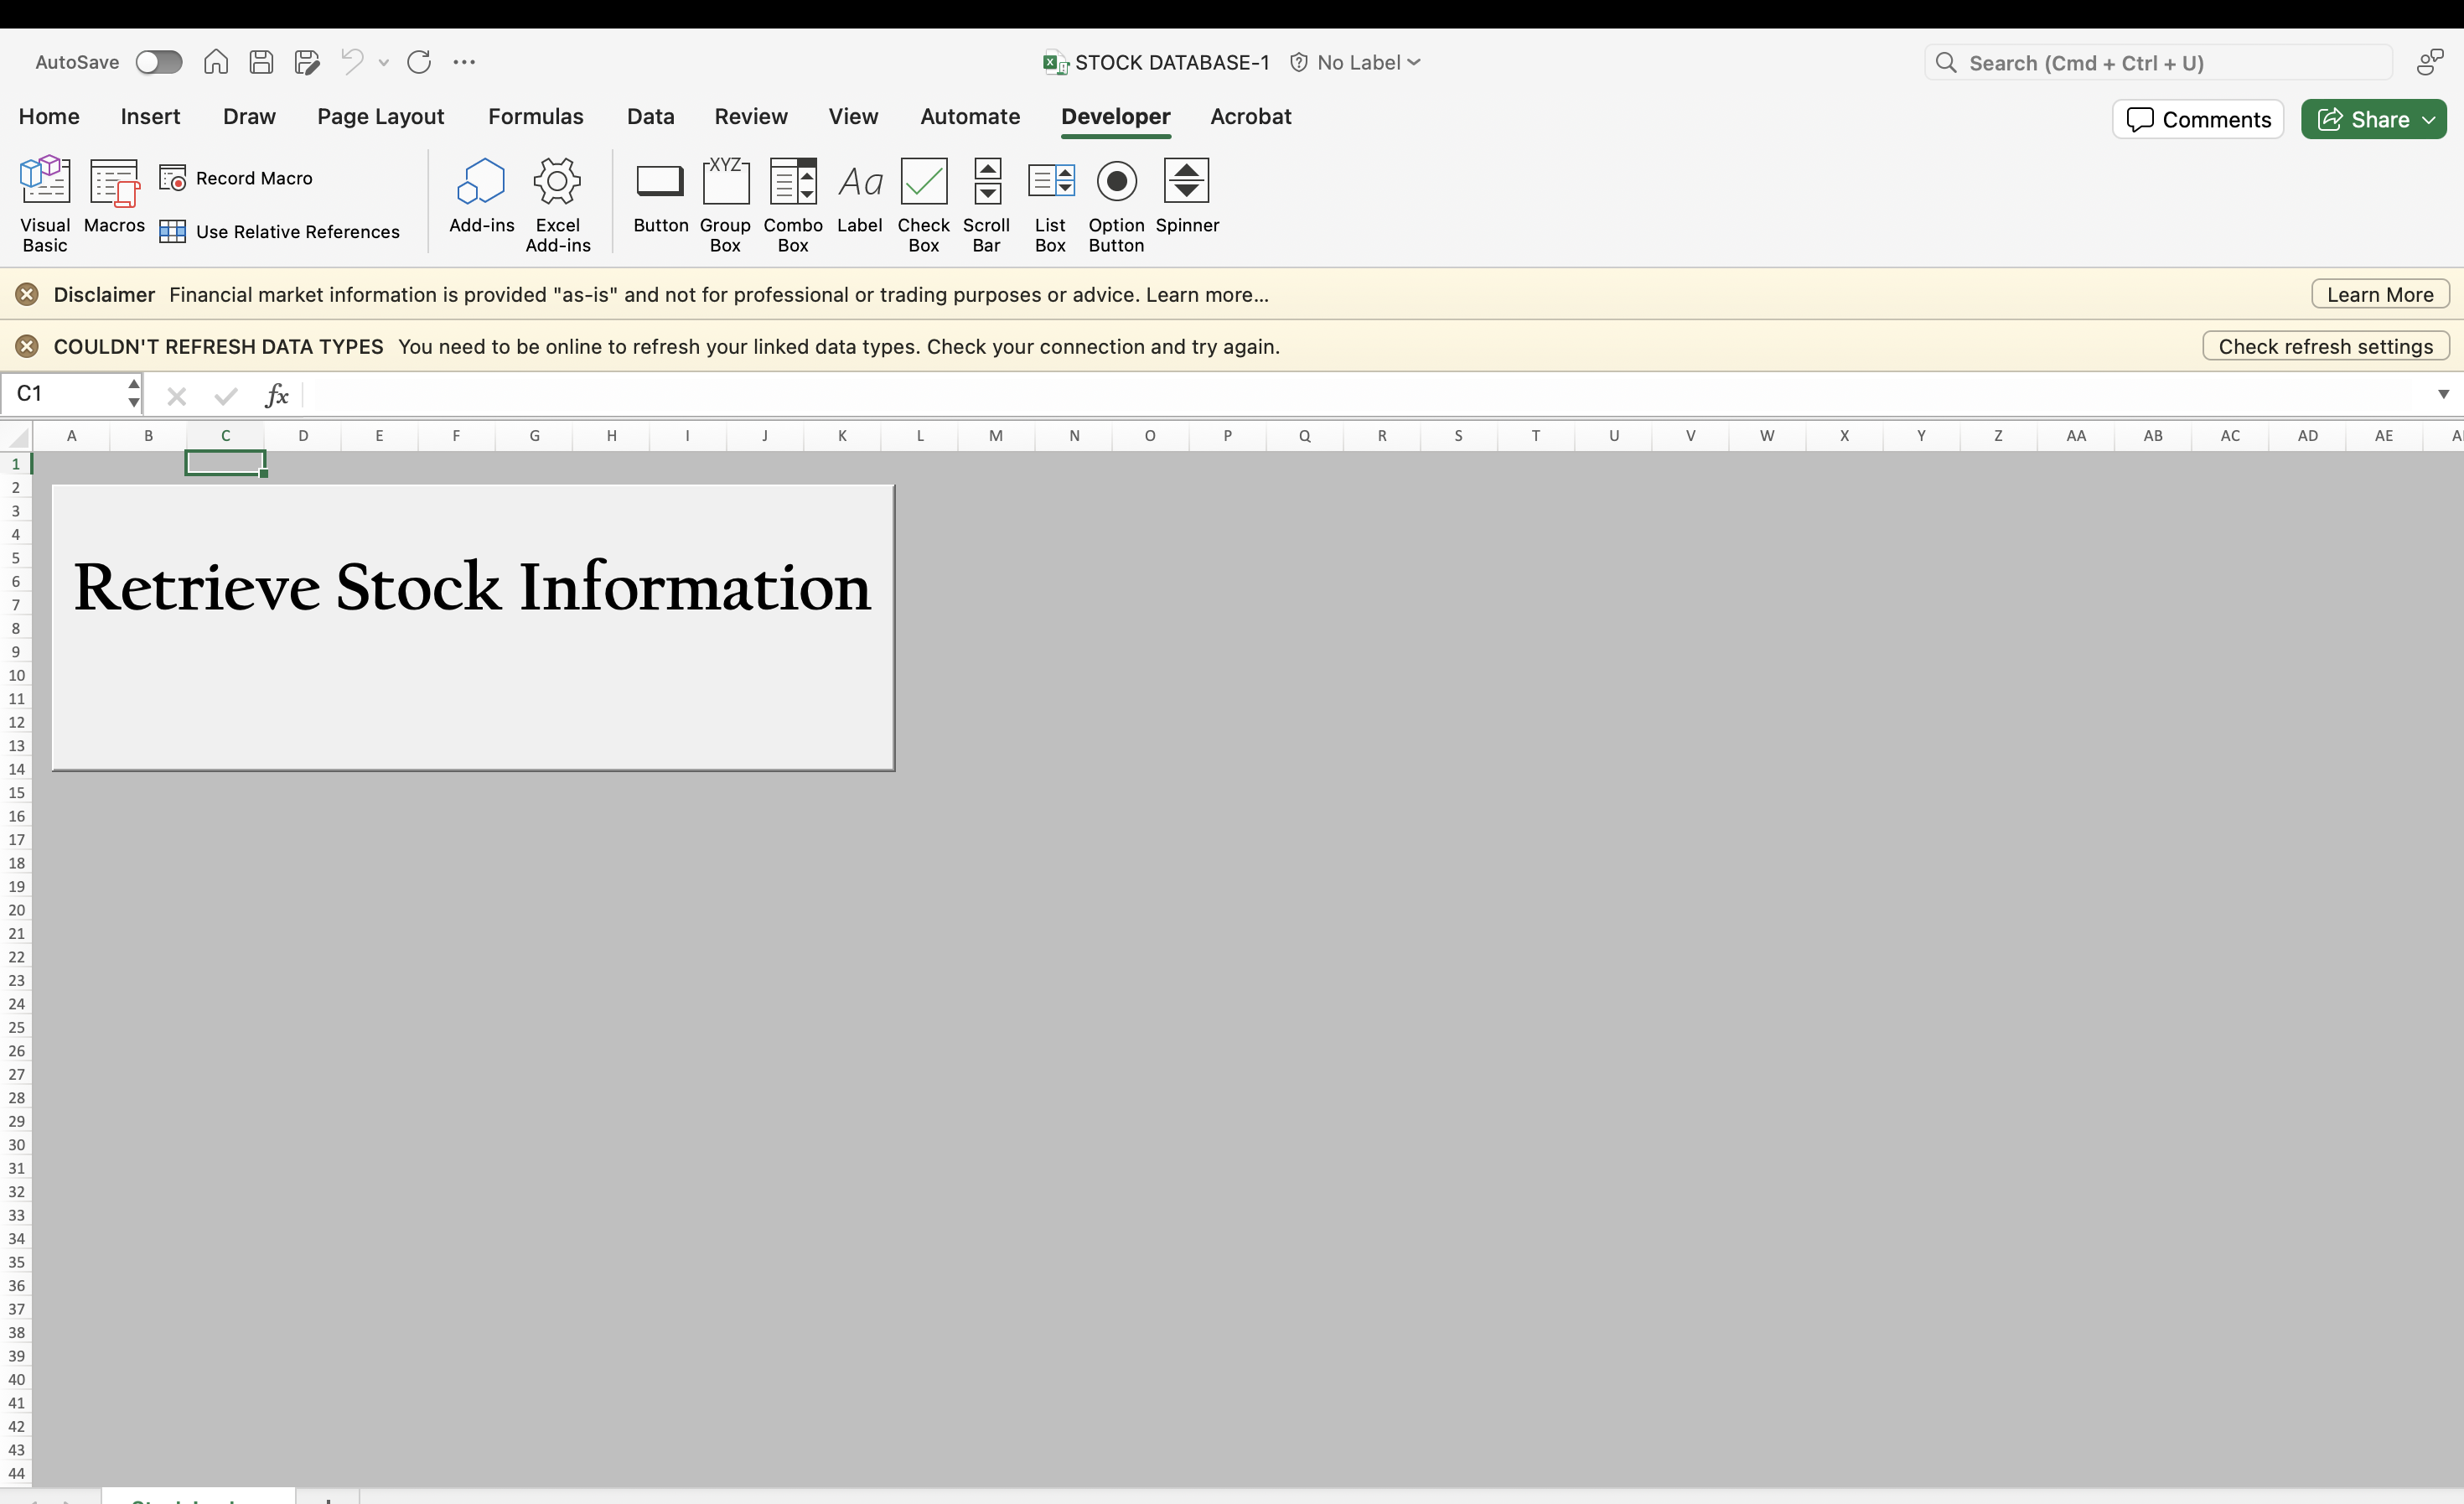 AutoSave
STOCK DATABASE-1
No Label
Search (Cmd + Ctrl + U)
Home Insert Draw Page Layout Formulas Data Review View Automate Developer Acrobat
Comments
Share
Visual Basic
Macros
Record Macro
Use Relative References
Add-ins
Excel Add-ins
Button
XYZ
Group Box
Combo Box
Aa
Label
Check Box
Scroll Bar
List Box
Option Button
Spinner
Disclaimer Financial market information is provided "as-is" and not for professional or trading purposes or advice. Learn more...
Learn More
COULDN'T REFRESH DATA TYPES You need to be online to refresh your linked data types. Check your connection and try again.
Check refresh settings
C1
fx
A B C D E F G H I J K L M N O P Q R S T U V W X Y Z AA AB AC AD AE
1
2
3
4
5
6
7
8
9
10
11
12
13
14
15
16
17
18
19
20
21
22
23
24
25
26
27
28
29
30
31
32
33
34
35
36
37
38
39
40
41
42
43
44
Retrieve Stock Information